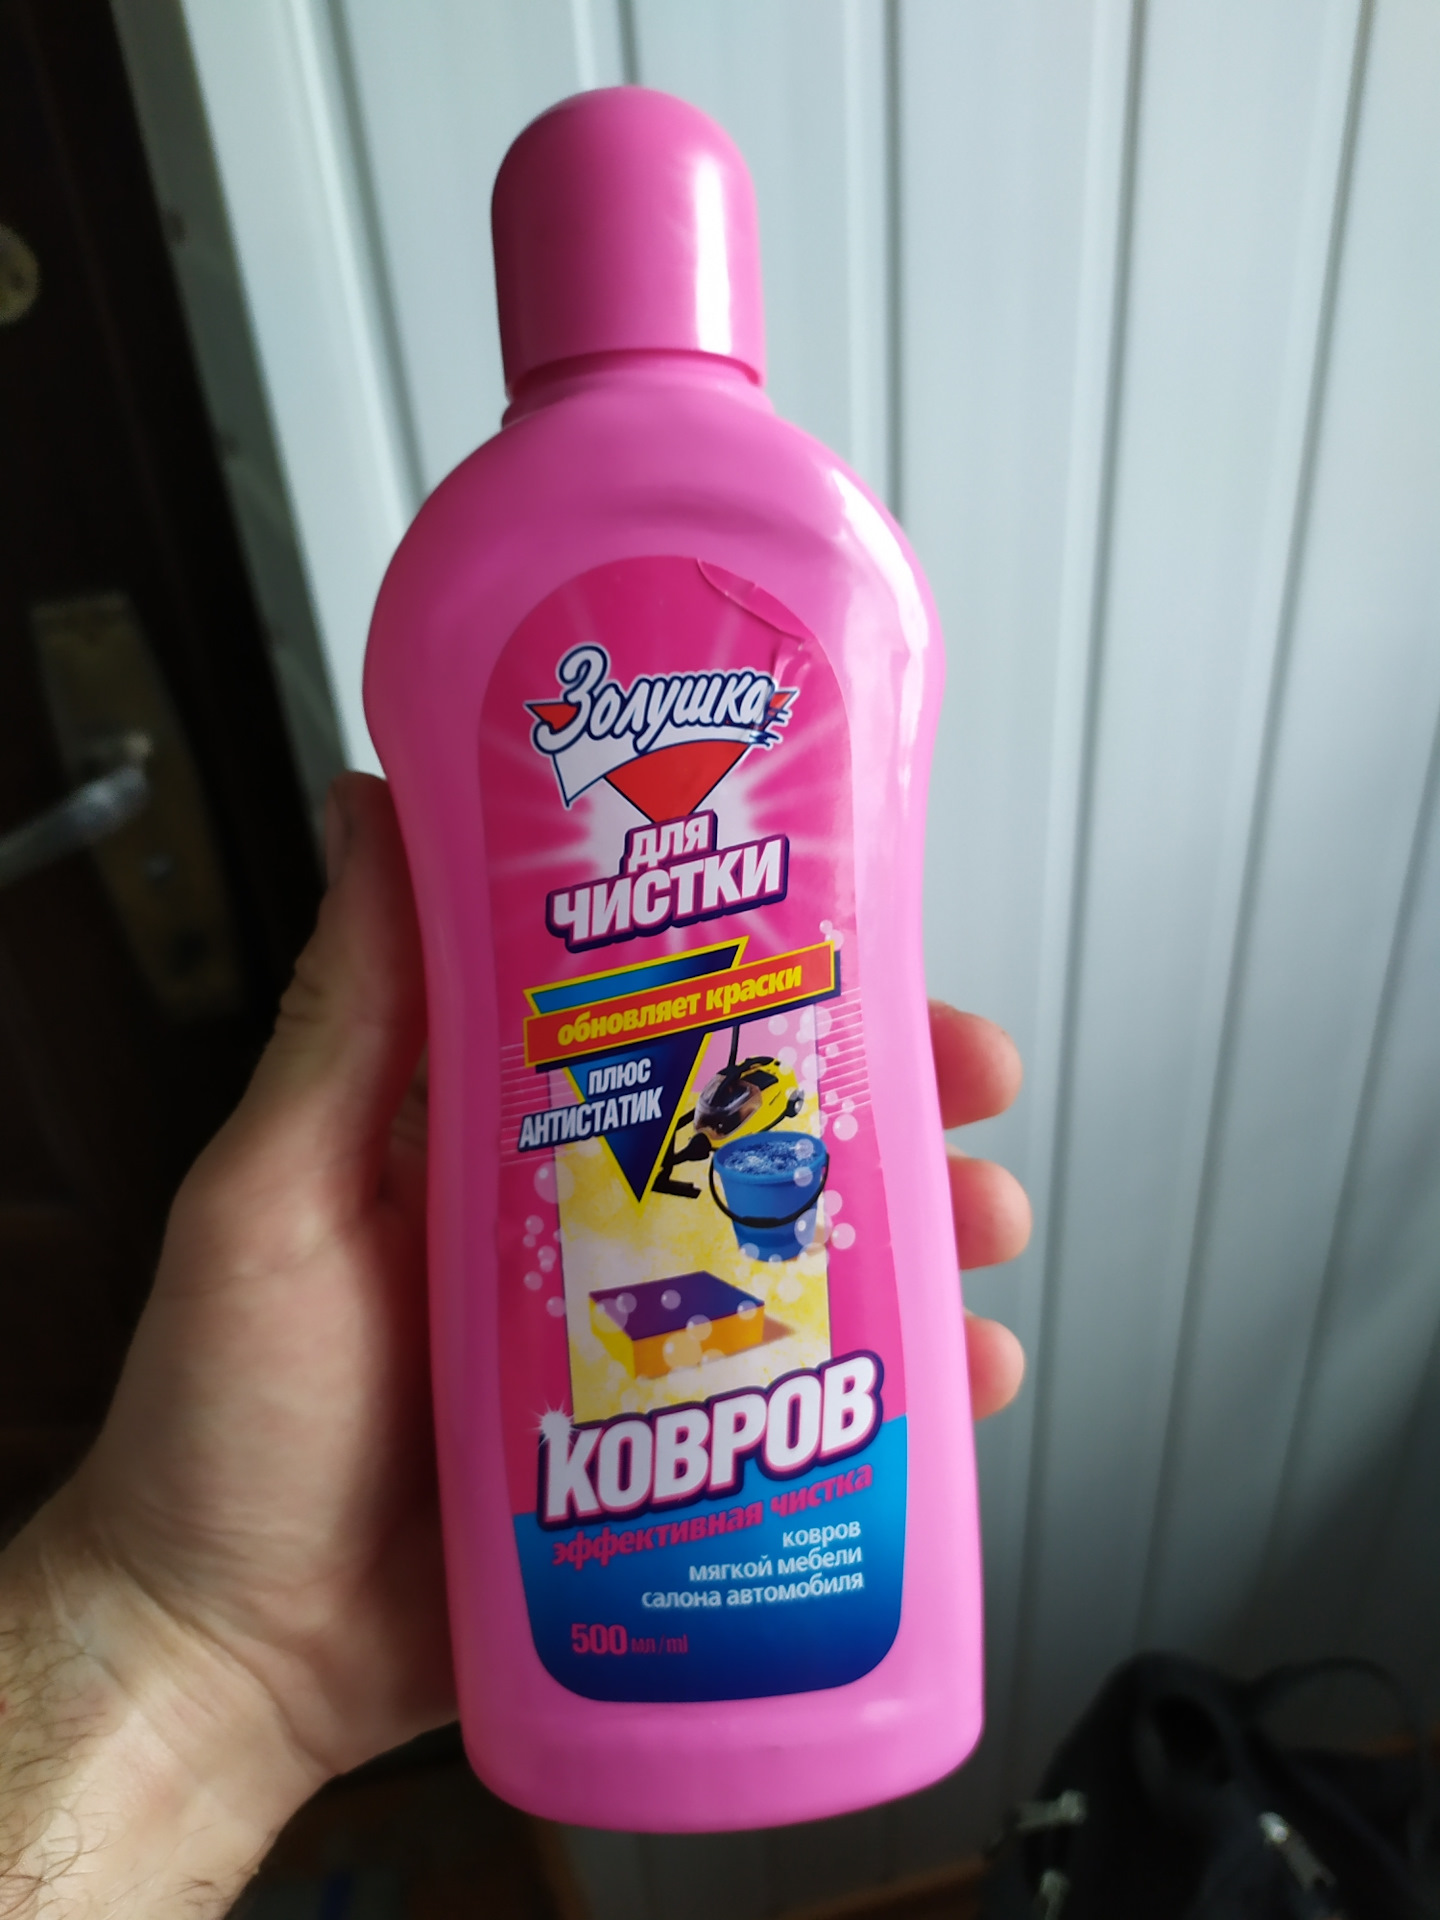 Золушка
для
ЧИСТКИ
обновляет краски
ПЛЮС
АНТИСТАТИК
КОВРОВ
эффективная чистка
ковров
мягкой мебели
салона автомобиля
500 мл/ml